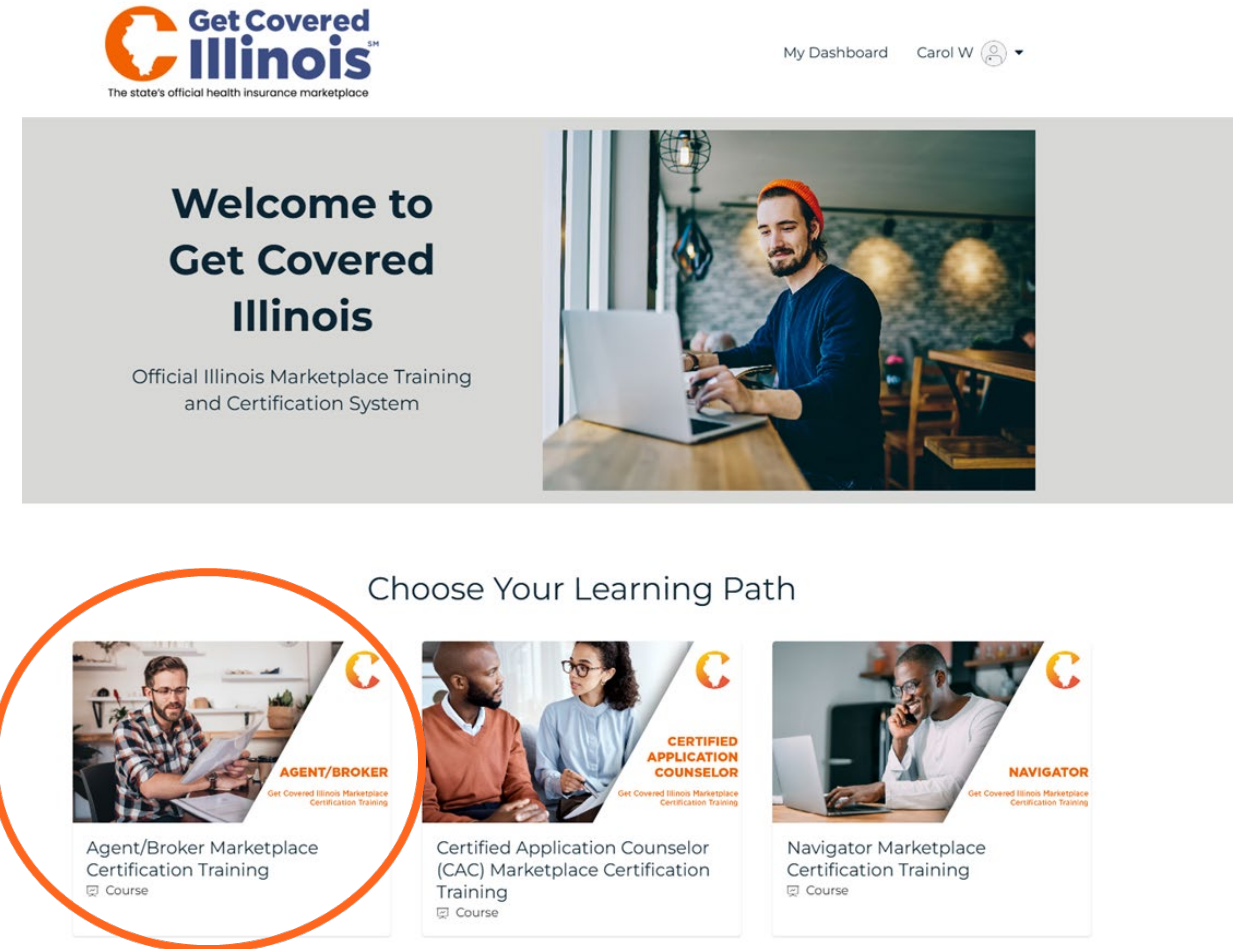 Get Covered
Illinois℠
The state's official health insurance marketplace
My Dashboard
Carol W
Welcome to
Get Covered
Illinois
Official Illinois Marketplace Training
and Certification System
Choose Your Learning Path
AGENT/BROKER
Get Covered Illinois Marketplace
Certification Training
Agent/Broker Marketplace
Certification Training
Course
CERTIFIED
APPLICATION
COUNSELOR
Get Covered Illinois Marketplace
Certification Training
Certified Application Counselor
(CAC) Marketplace Certification
Training
Course
NAVIGATOR
Get Covered Illinois Marketplace
Certification Training
Navigator Marketplace
Certification Training
Course